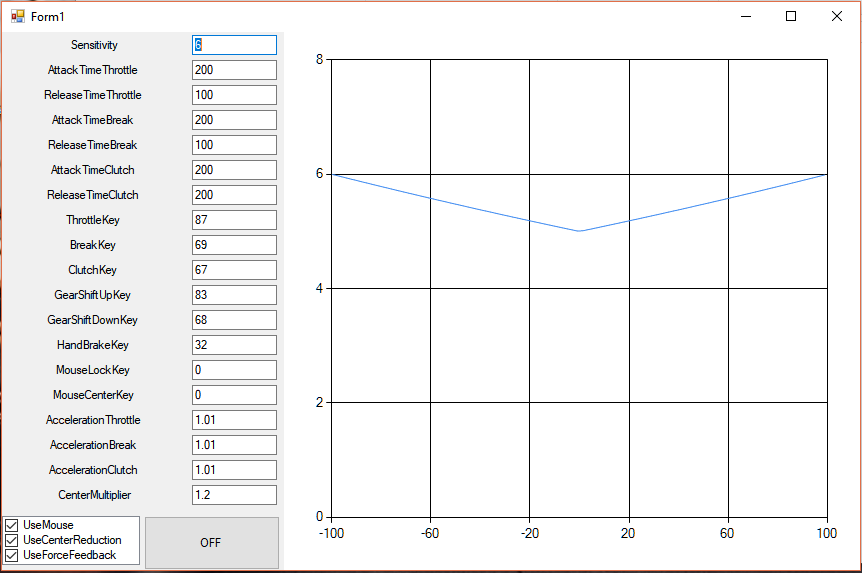 Form1
Sensitivity 6
AttackTimeThrottle 200
ReleaseTimeThrottle 100
AttackTimeBreak 200
ReleaseTimeBreak 100
AttackTimeClutch 200
ReleaseTimeClutch 200
ThrottleKey 87
BreakKey 69
ClutchKey 67
GearShiftUpKey 83
GearShiftDownKey 68
HandBrakeKey 32
MouseLockKey 0
MouseCenterKey 0
AccelerationThrottle 1.01
AccelerationBreak 1.01
AccelerationClutch 1.01
CenterMultiplier 1.2
UseMouse
UseCenterReduction
UseForceFeedback
OFF
8
6
4
2
0
-100 -60 -20 20 60 100